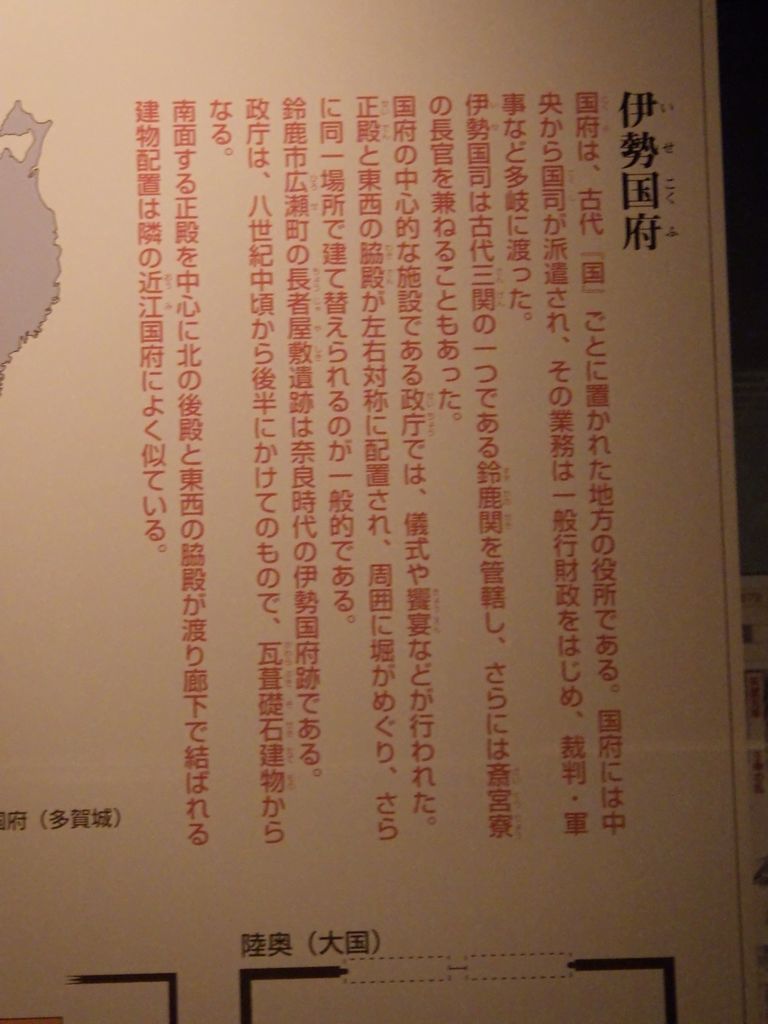 伊勢国府
国府は、古代『国』ごとに置かれた地方の役所である。国府には中
央から国司が派遣され、その業務は一般行財政をはじめ、裁判・軍
事など多岐に渡った。
伊勢国司は古代三関の一つである鈴鹿関を管轄し、さらには斎宮寮
の長官を兼ねることもあった。
国府の中心的な施設である政庁では、儀式や饗宴などが行われた。
正殿と東西の脇殿が左右対称に配置され、周囲に堀がめぐり、さら
に同一場所で建て替えられるのが一般的である。
鈴鹿市広瀬町の長者屋敷遺跡は奈良時代の伊勢国府跡である。
政庁は、八世紀中頃から後半にかけてのもので、瓦葺礎石建物から
なる。
南面する正殿を中心に北の後殿と東西の脇殿が渡り廊下で結ばれる
建物配置は隣の近江国府によく似ている。
国府（多賀城）
陸奥（大国）